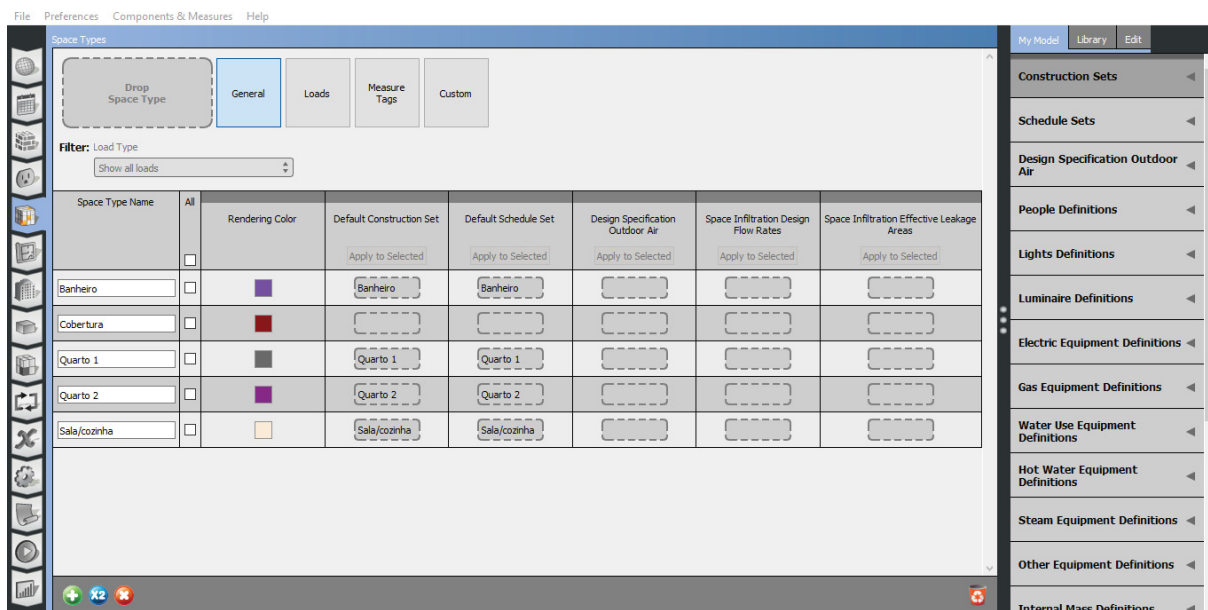 File Preferences Components & Measures Help
Space Types
My Model Library Edit
Drop
Space Type
General
Loads
Measure
Tags
Custom
Filter: Load Type
Show all loads
Space Type Name
All
Rendering Color
Default Construction Set
Default Schedule Set
Design Specification
Outdoor Air
Space Infiltration Design
Flow Rates
Space Infiltration Effective Leakage
Areas
Apply to Selected Apply to Selected Apply to Selected Apply to Selected Apply to Selected
Banheiro Banheiro Banheiro
Cobertura
Quarto 1 Quarto 1 Quarto 1
Quarto 2 Quarto 2 Quarto 2
Sala/cozinha Sala/cozinha Sala/cozinha
X2
Construction Sets
Schedule Sets
Design Specification Outdoor
Air
People Definitions
Lights Definitions
Luminaire Definitions
Electric Equipment Definitions
Gas Equipment Definitions
Water Use Equipment
Definitions
Hot Water Equipment
Definitions
Steam Equipment Definitions
Other Equipment Definitions
Internal Mass Definitions